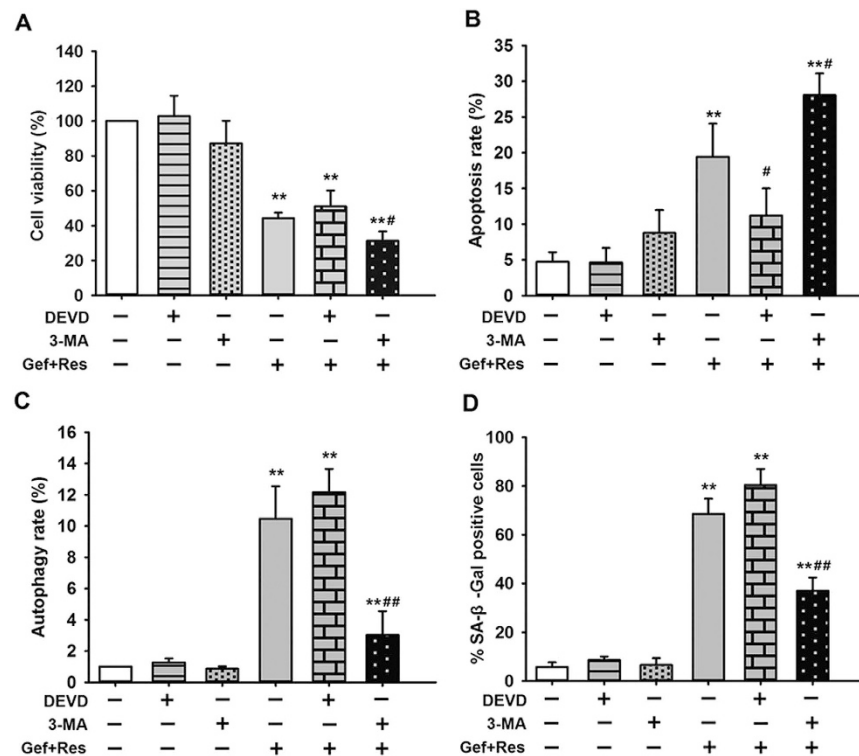 A
Cell viability (%)
140
120
100
80
60
40
20
0
**
**
**#
DEVD − + − − + −
3-MA − − + − − +
Gef+Res − − − + + +
B
Apoptosis rate (%)
35
30
25
20
15
10
5
0
**
#
**#
DEVD − + − − + −
3-MA − − + − − +
Gef+Res − − − + + +
C
Autophagy rate (%)
16
14
12
10
8
6
4
2
0
**
**
**##
DEVD − + − − + −
3-MA − − + − − +
Gef+Res − − − + + +
D
% SA-β -Gal positive cells
100
80
60
40
20
0
**
**
**##
DEVD − + − − + −
3-MA − − + − − +
Gef+Res − − − + + +